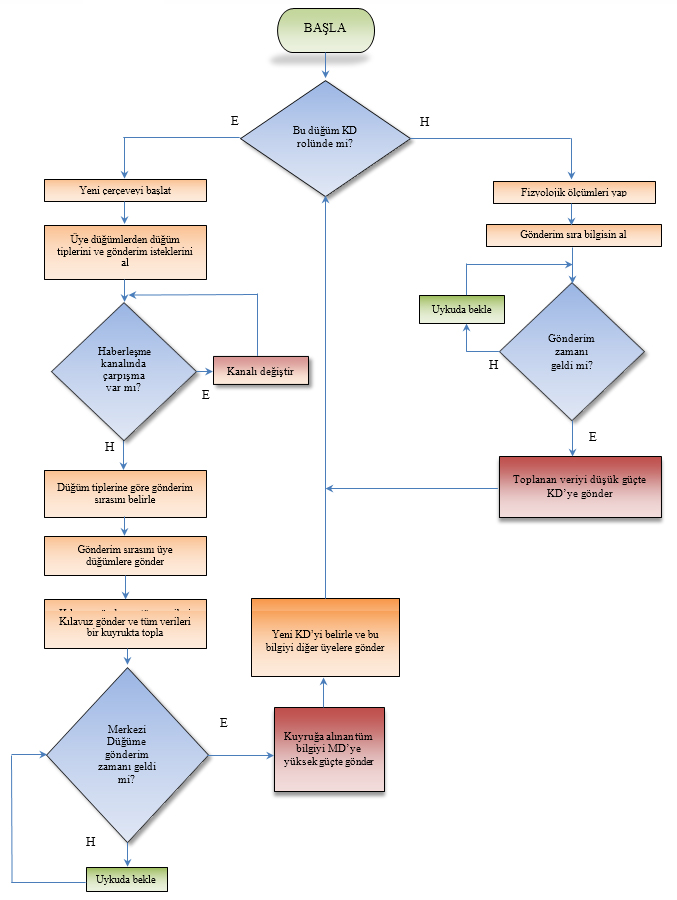 BAŞLA
E
H
Bu düğüm KD
rolünde mi?
Yeni çerçeveyi başlat
Fizyolojik ölçümleri yap
Üye düğümlerden düğüm
tiplerini ve gönderim isteklerini
al
Gönderim sıra bilgisin al
Uykuda bekle
Haberleşme
kanalında
çarpışma
var mı?
Kanalı değiştir
E
H
Gönderim
zamanı
geldi mi?
H
E
Düğüm tiplerine göre gönderim
sırasını belirle
Toplanan veriyi düşük güçte
KD'ye gönder
Gönderim sırasını üye
düğümlere gönder
Kılavuz gönder ve tüm verileri
bir kuyrukta topla
Yeni KD'yi belirle ve bu
bilgiyi diğer üyelere gönder
Merkezi
Düğüme
gönderim
zamanı geldi
mi?
E
Kuyruğa alınan tüm
bilgiyi MD'ye
yüksek güçte gönder
H
Uykuda bekle